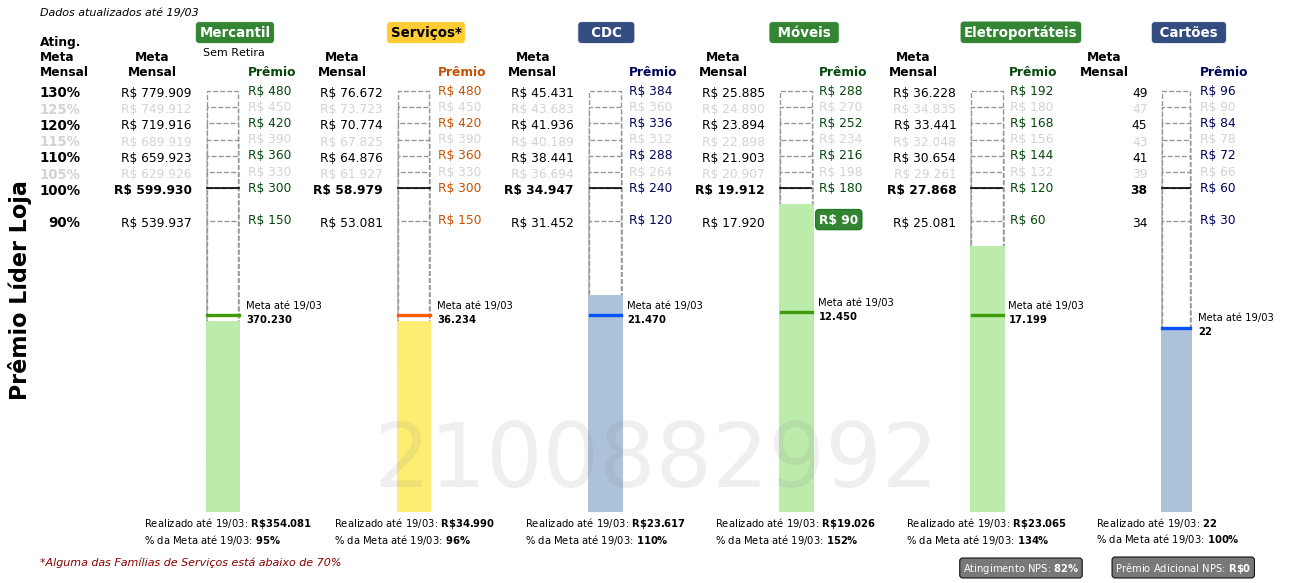 Dados atualizados até 19/03
Mercantil Serviços* CDC Móveis Eletroportáteis Cartões
Sem Retira
Ating. Meta Mensal
Meta Mensal Prêmio Meta Mensal Prêmio Meta Mensal Prêmio Meta Mensal Prêmio Meta Mensal Prêmio Meta Mensal Prêmio
130% R$ 779.909 R$ 480 R$ 76.672 R$ 480 R$ 45.431 R$ 384 R$ 25.885 R$ 288 R$ 36.228 R$ 192 49 R$ 96
125% R$ 749.912 R$ 450 R$ 73.723 R$ 450 R$ 43.683 R$ 360 R$ 24.890 R$ 270 R$ 34.835 R$ 180 47 R$ 90
120% R$ 719.916 R$ 420 R$ 70.774 R$ 420 R$ 41.936 R$ 336 R$ 23.894 R$ 252 R$ 33.441 R$ 168 45 R$ 84
115% R$ 689.919 R$ 390 R$ 67.825 R$ 390 R$ 40.189 R$ 312 R$ 22.898 R$ 234 R$ 32.048 R$ 156 43 R$ 78
110% R$ 659.923 R$ 360 R$ 64.876 R$ 360 R$ 38.441 R$ 288 R$ 21.903 R$ 216 R$ 30.654 R$ 144 41 R$ 72
105% R$ 629.926 R$ 330 R$ 61.927 R$ 330 R$ 36.694 R$ 264 R$ 20.907 R$ 198 R$ 29.261 R$ 132 39 R$ 66
100% R$ 599.930 R$ 300 R$ 58.979 R$ 300 R$ 34.947 R$ 240 R$ 19.912 R$ 180 R$ 27.868 R$ 120 38 R$ 60
90% R$ 539.937 R$ 150 R$ 53.081 R$ 150 R$ 31.452 R$ 120 R$ 17.920 R$ 90 R$ 25.081 R$ 60 34 R$ 30
Prêmio Líder Loja
Meta até 19/03 Meta até 19/03 Meta até 19/03 Meta até 19/03 Meta até 19/03 Meta até 19/03
370.230 36.234 21.470 12.450 17.199 22
21008882992
Realizado até 19/03: R$354.081 Realizado até 19/03: R$34.990 Realizado até 19/03: R$23.617 Realizado até 19/03: R$19.026 Realizado até 19/03: R$23.065 Realizado até 19/03: 22
% da Meta até 19/03: 95% % da Meta até 19/03: 96% % da Meta até 19/03: 110% % da Meta até 19/03: 152% % da Meta até 19/03: 134% % da Meta até 19/03: 100%
*Alguma das Famílias de Serviços está abaixo de 70%
Atingimento NPS: 82% Prêmio Adicional NPS: R$0